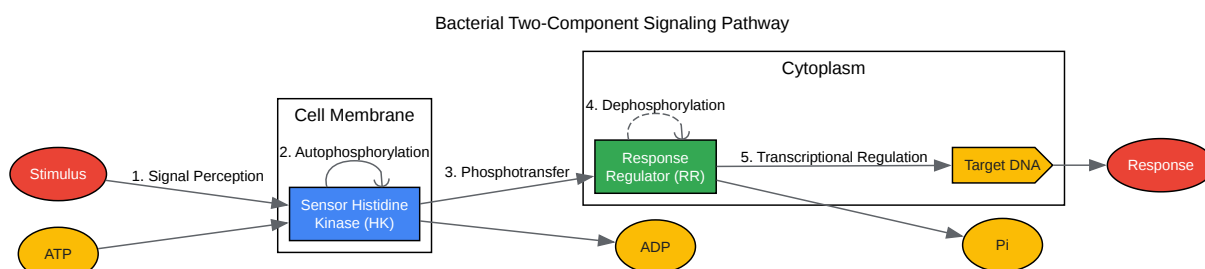 Bacterial Two-Component Signaling Pathway
Cytoplasm
Cell Membrane
4. Dephosphorylation
2. Autophosphorylation
Stimulus
1. Signal Perception
Sensor Histidine
Kinase (HK)
3. Phosphotransfer
Response
Regulator (RR)
5. Transcriptional Regulation
Target DNA
Response
ATP
ADP
Pi